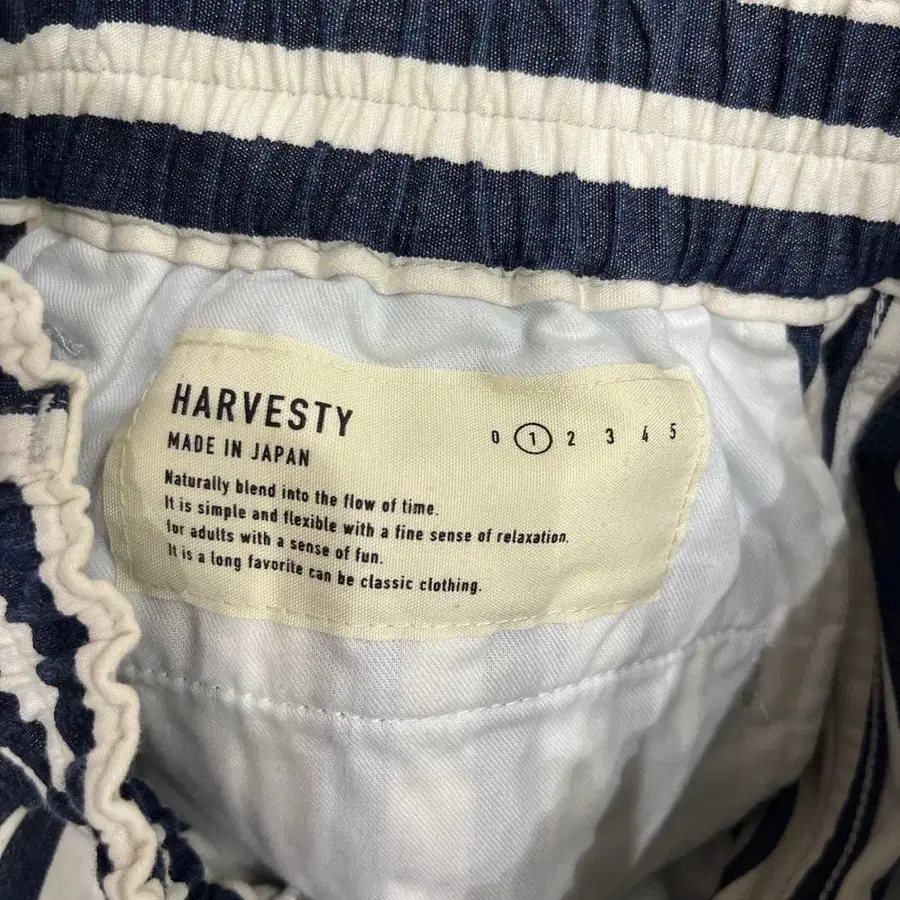 HARVESTY
MADE IN JAPAN
0 1 2 3 4 5
Naturally blend into the flow of time.
It is simple and flexible with a fine sense of relaxation.
for adults with a sense of fun.
It is a long favorite can be classic clothing.